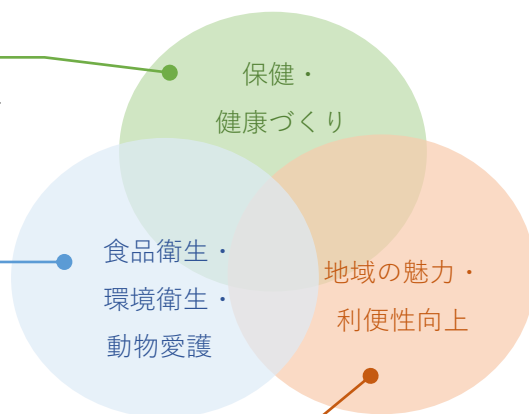 保健・
健康づくり
食品衛生・
環境衛生・
動物愛護
地域の魅力・
利便性向上